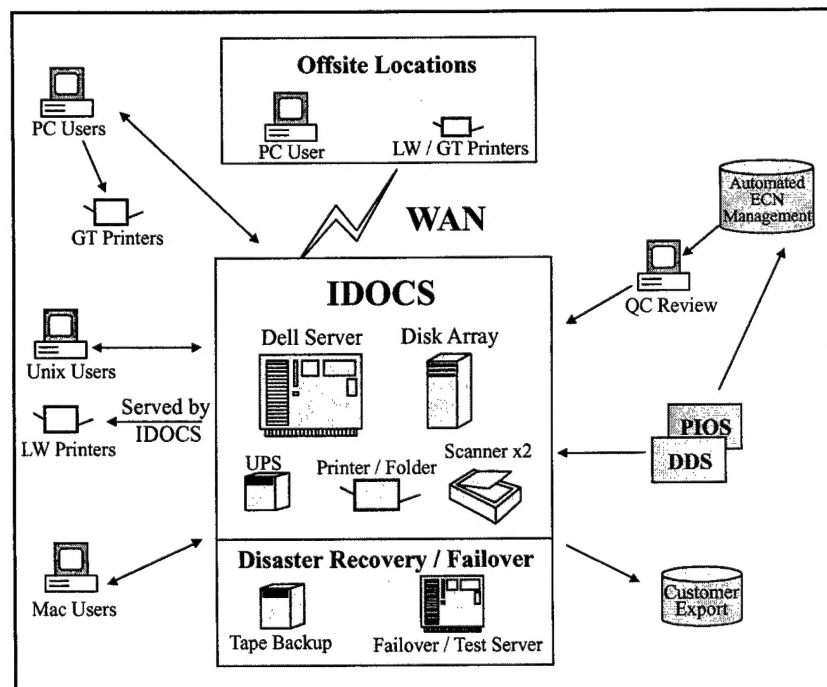 Offsite Locations
PC User
LW / GT Printers
WAN
PC Users
GT Printers
Automated
ECN
Management
QC Review
IDOCS
Dell Server
Disk Array
UPS
Printer / Folder
Scanner x2
Unix Users
Served by
IDOCS
LW Printers
PIOS
DDS
Disaster Recovery / Failover
Tape Backup
Failover / Test Server
Mac Users
Customer
Export